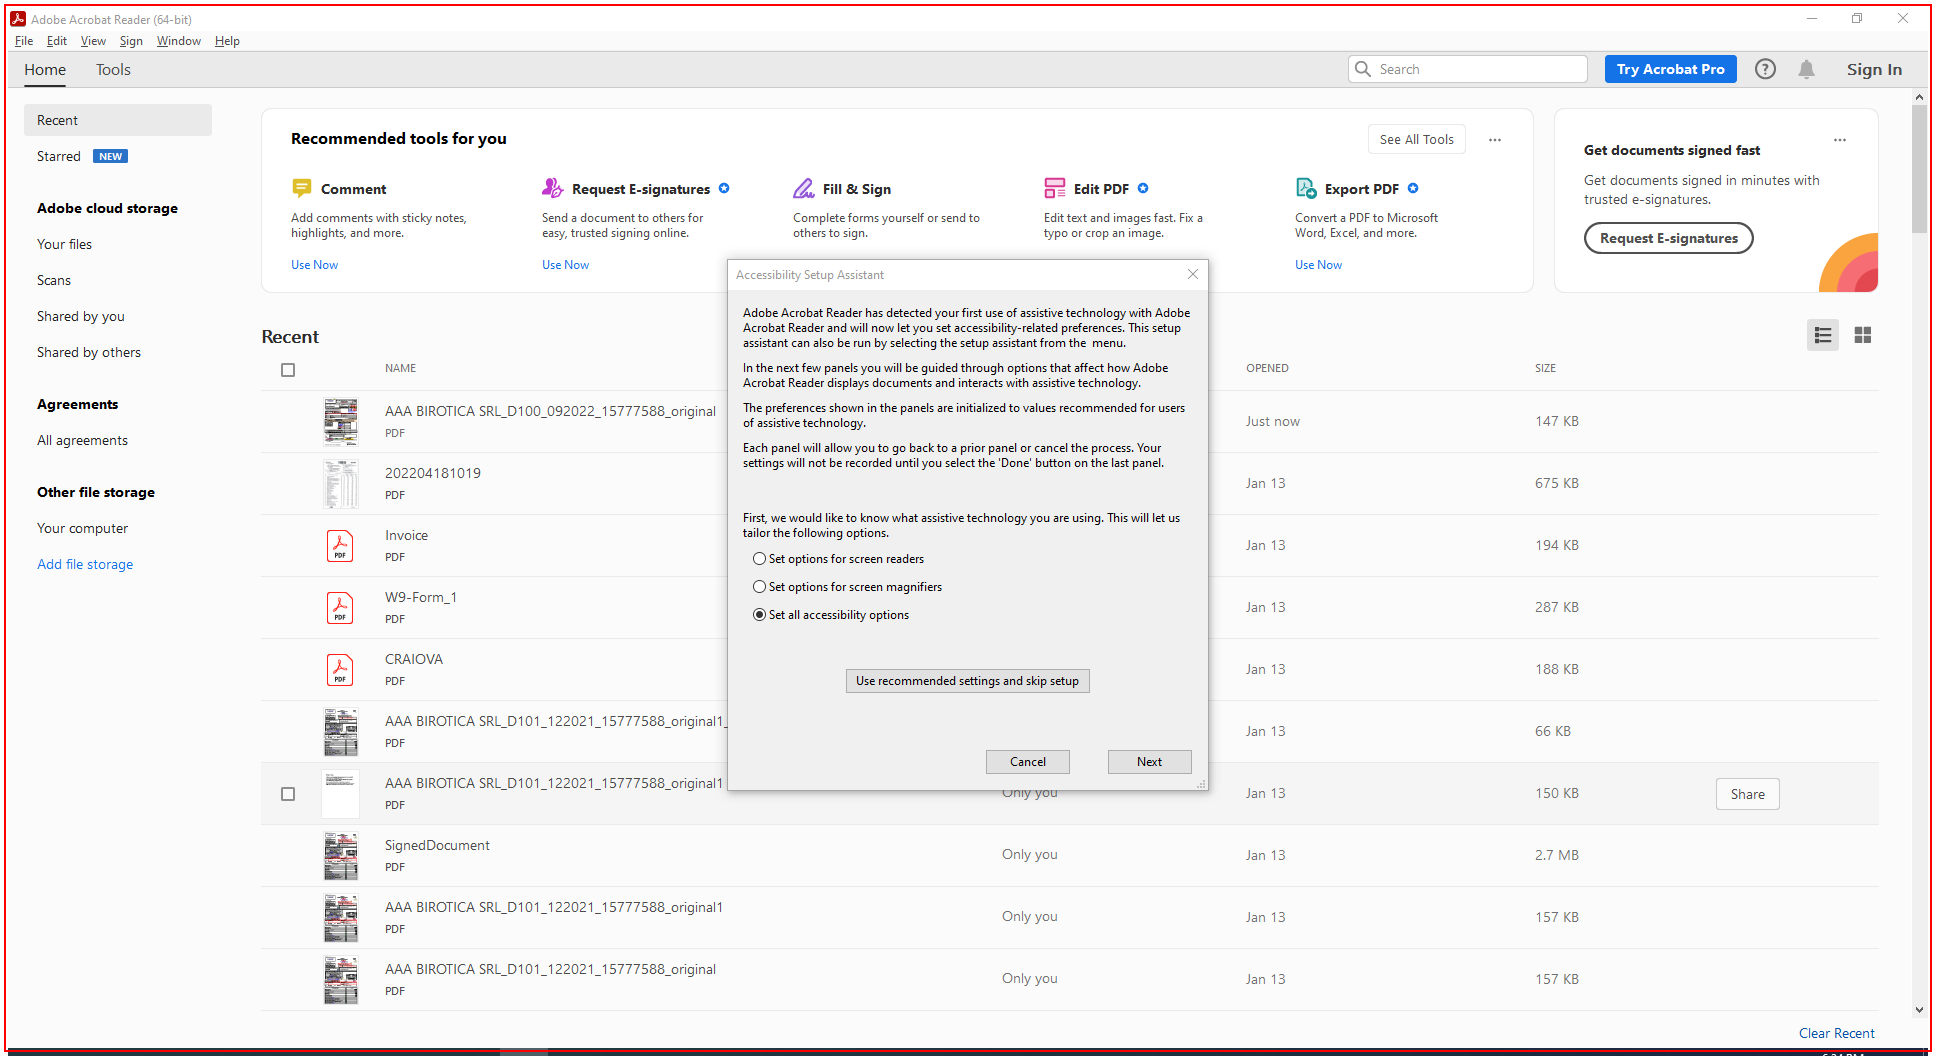 Adobe Acrobat Reader (64-bit)
File Edit View Sign Window Help
Home Tools
Search
Try Acrobat Pro
Sign In
Recent
Starred NEW
Adobe cloud storage
Your files
Scans
Shared by you
Shared by others
Agreements
All agreements
Other file storage
Your computer
Add file storage
Recommended tools for you
See All Tools
Comment
Add comments with sticky notes,
highlights, and more.
Use Now
Request E-signatures
Send a document to others for
easy, trusted signing online.
Use Now
Fill & Sign
Complete forms yourself or send to
others to sign.
Edit PDF
Edit text and images fast. Fix a
typo or crop an image.
Export PDF
Convert a PDF to Microsoft
Word, Excel, and more.
Use Now
Get documents signed fast
Get documents signed in minutes with
trusted e-signatures.
Request E-signatures
Accessibility Setup Assistant
Adobe Acrobat Reader has detected your first use of assistive technology with Adobe
Acrobat Reader and will now let you set accessibility-related preferences. This setup
assistant can also be run by selecting the setup assistant from the menu.
In the next few panels you will be guided through options that affect how Adobe
Acrobat Reader displays documents and interacts with assistive technology.
The preferences shown in the panels are initialized to values recommended for users
of assistive technology.
Each panel will allow you to go back to a prior panel or cancel the process. Your
settings will not be recorded until you select the 'Done' button on the last panel.
First, we would like to know what assistive technology you are using. This will let us
tailor the following options.
Set options for screen readers
Set options for screen magnifiers
Set all accessibility options
Use recommended settings and skip setup
Cancel Next
Recent
NAME OPENED SIZE
AAA BIROTICA SRL_D100_092022_15777588_original Just now 147 KB
PDF
202204181019 Jan 13 675 KB
PDF
Invoice Jan 13 194 KB
PDF
PDF
W9-Form_1 Jan 13 287 KB
PDF
PDF
CRAIOVA Jan 13 188 KB
PDF
PDF
AAA BIROTICA SRL_D101_122021_15777588_original1_ Jan 13 66 KB
PDF
AAA BIROTICA SRL_D101_122021_15777588_original1 Only you Jan 13 150 KB Share
PDF
SignedDocument Only you Jan 13 2.7 MB
PDF
AAA BIROTICA SRL_D101_122021_15777588_original1 Only you Jan 13 157 KB
PDF
AAA BIROTICA SRL_D101_122021_15777588_original Only you Jan 13 157 KB
PDF
Clear Recent